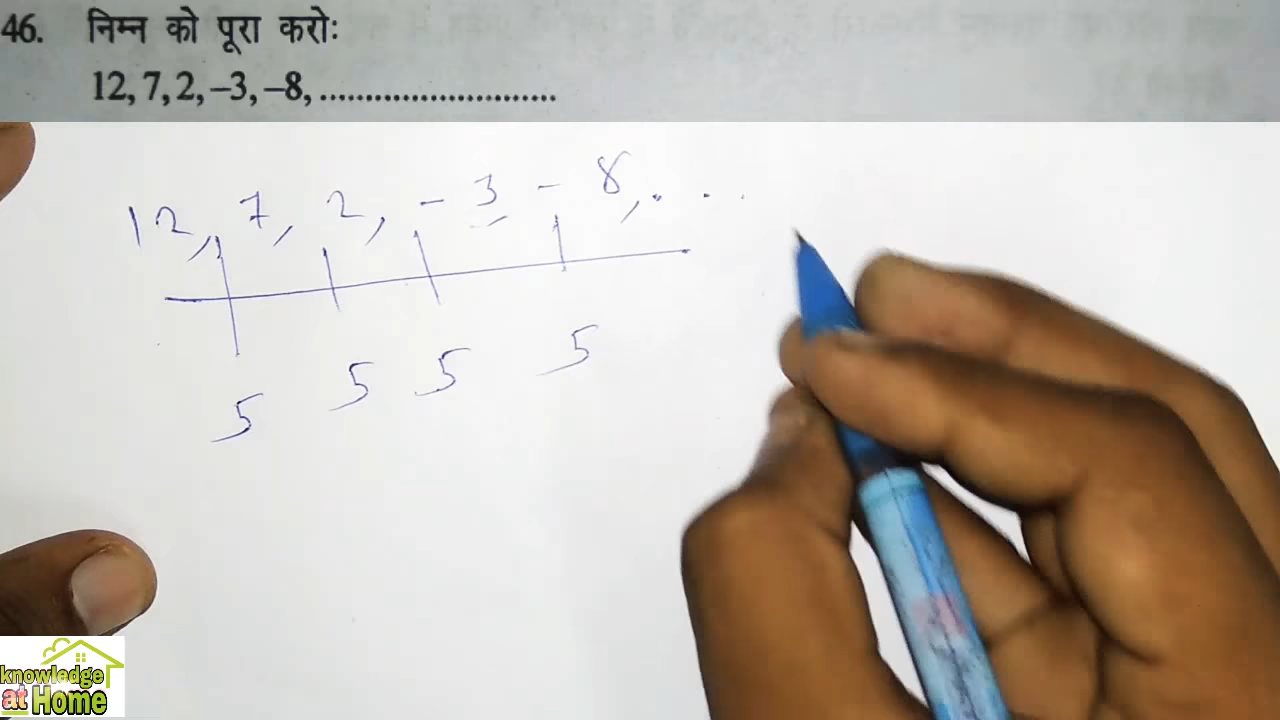 46. निम्न को पूरा करोः
12, 7, 2, –3, –8, ..........................
12, 7, 2, - 3 - 8, . . .
5 5 5 5
knowledge
at Home